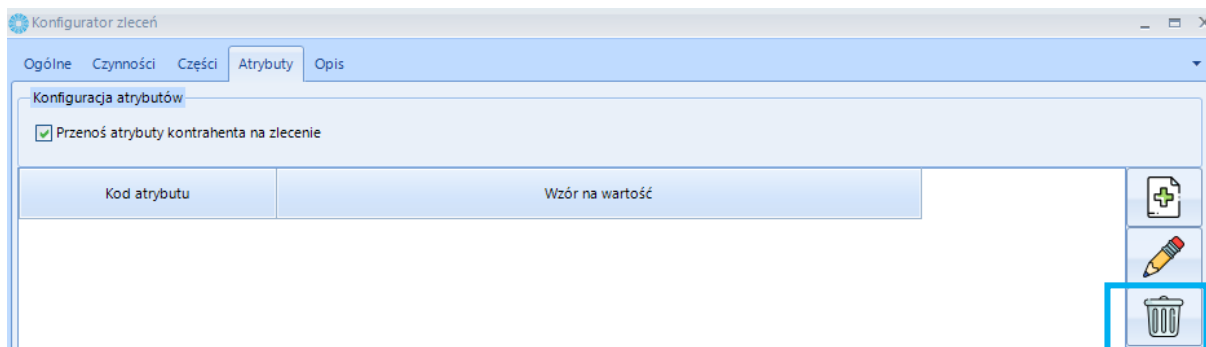 Konfigurator zleceń
Ogólne Czynności Części Atrybuty Opis
Konfiguracja atrybutów
Przenoś atrybuty kontrahenta na zlecenie
Kod atrybutu Wzór na wartość